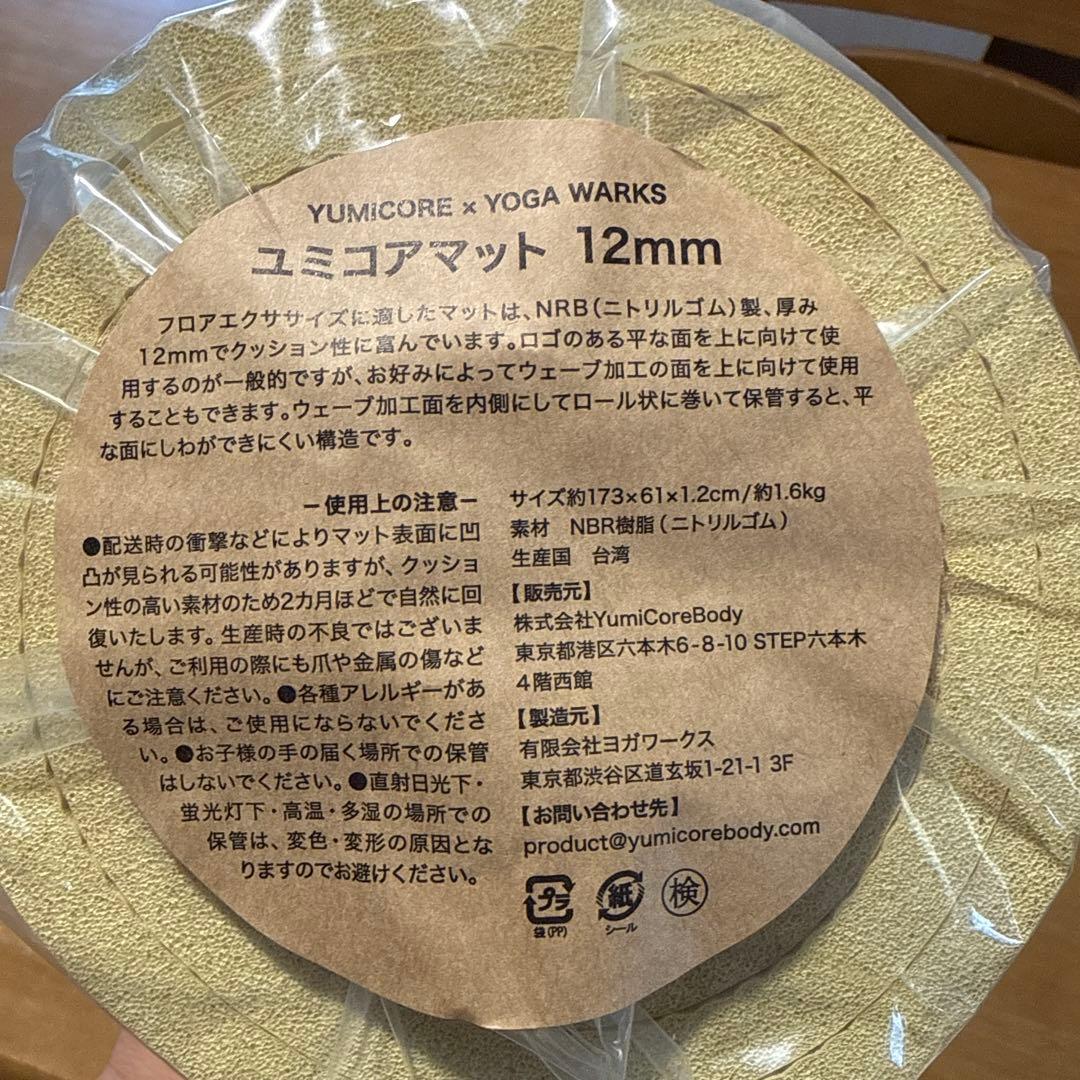 YUMICORE × YOGA WARKS
ユミコアマット 12mm
フロアエクササイズに適したマットは、NRB(ニトリルゴム)製、厚み
12mmでクッション性に富んでいます。ロゴのある平な面を上に向けて使
用するのが一般的ですが、お好みによってウェーブ加工の面を上に向けて使用
することもできます。ウェーブ加工面を内側にしてロール状に巻いて保管すると、平
な面にしわができにくい構造です。
－使用上の注意－
●配送時の衝撃などによりマット表面に凹
凸が見られる可能性がありますが、クッショ
ン性の高い素材のため2カ月ほどで自然に回
復いたします。生産時の不良ではございま
せんが、ご利用の際にも爪や金属の傷など
にご注意ください。●各種アレルギーがあ
る場合は、ご使用にならないでくださ
い。●お子様の手の届く場所での保管
はしないでください。●直射日光下・
蛍光灯下・高温・多湿の場所での
保管は、変色・変形の原因とな
りますのでお避けください。
サイズ約173×61×1.2cm/約1.6kg
素材　NBR樹脂(ニトリルゴム)
生産国　台湾
【販売元】
株式会社YumiCoreBody
東京都港区六本木6-8-10 STEP六本木
4階西館
【製造元】
有限会社ヨガワークス
東京都渋谷区道玄坂1-21-1 3F
【お問い合わせ先】
product@yumicorebody.com
プラ 紙 検
袋(PP) シール